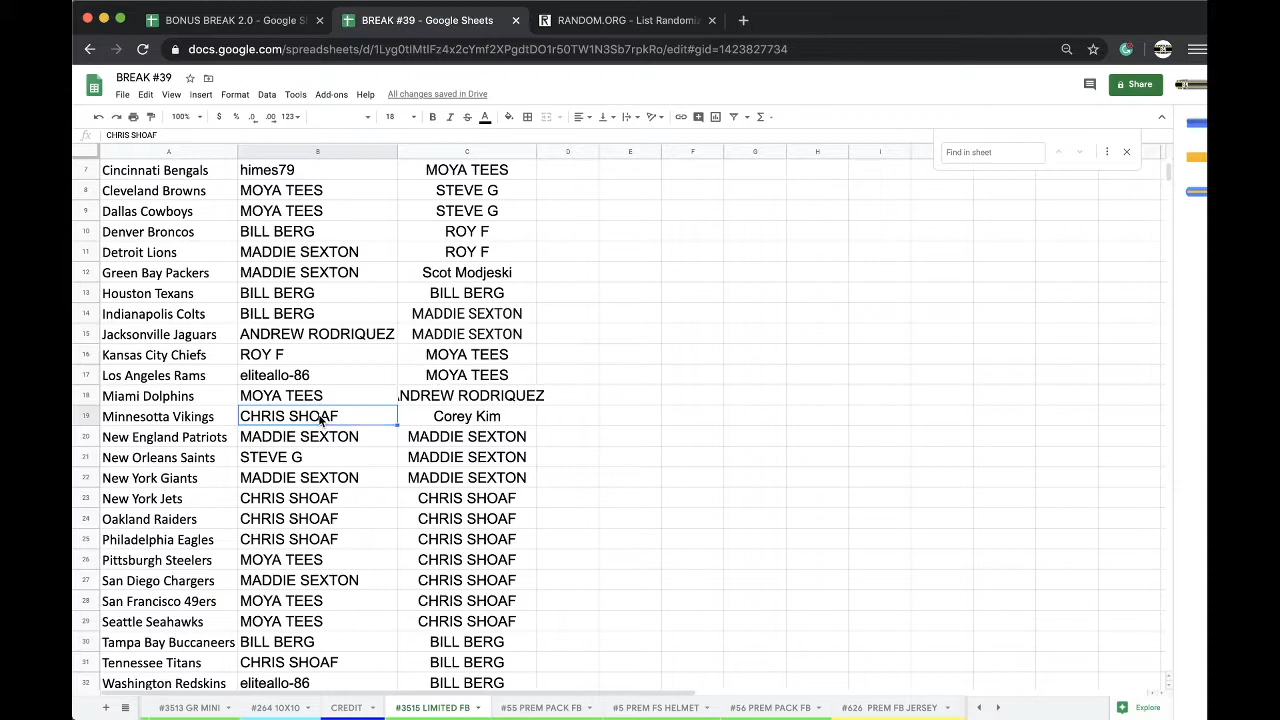 BONUS BREAK 2.0 - Google S
BREAK #39 - Google Sheets
RANDOM.ORG - List Randomiz
docs.google.com/spreadsheets/d/1Lyg0tIMtIFz4x2cYmf2XPgdtDO1r50TW1N3Sb7rpkRo/edit#gid=1423827734
BREAK #39
File Edit View Insert Format Data Tools Add-ons Help All changes saved in Drive
Share
100% $ % .0 .00 123 18 B I S A
fx CHRIS SHOAF
Find in sheet
A B C D E F G H I
7 Cincinnati Bengals himes79 MOYA TEES
8 Cleveland Browns MOYA TEES STEVE G
9 Dallas Cowboys MOYA TEES STEVE G
10 Denver Broncos BILL BERG ROY F
11 Detroit Lions MADDIE SEXTON ROY F
12 Green Bay Packers MADDIE SEXTON Scot Modjeski
13 Houston Texans BILL BERG BILL BERG
14 Indianapolis Colts BILL BERG MADDIE SEXTON
15 Jacksonville Jaguars ANDREW RODRIQUEZ MADDIE SEXTON
16 Kansas City Chiefs ROY F MOYA TEES
17 Los Angeles Rams eliteallo-86 MOYA TEES
18 Miami Dolphins MOYA TEES NDREW RODRIQUEZ
19 Minnesotta Vikings CHRIS SHOAF Corey Kim
20 New England Patriots MADDIE SEXTON MADDIE SEXTON
21 New Orleans Saints STEVE G MADDIE SEXTON
22 New York Giants MADDIE SEXTON MADDIE SEXTON
23 New York Jets CHRIS SHOAF CHRIS SHOAF
24 Oakland Raiders CHRIS SHOAF CHRIS SHOAF
25 Philadelphia Eagles CHRIS SHOAF CHRIS SHOAF
26 Pittsburgh Steelers MOYA TEES CHRIS SHOAF
27 San Diego Chargers MADDIE SEXTON CHRIS SHOAF
28 San Francisco 49ers MOYA TEES CHRIS SHOAF
29 Seattle Seahawks MOYA TEES CHRIS SHOAF
30 Tampa Bay Buccaneers BILL BERG BILL BERG
31 Tennessee Titans CHRIS SHOAF BILL BERG
32 Washington Redskins eliteallo-86 BILL BERG
#3513 GR MINI #264 10X10 CREDIT #3515 LIMITED FB #55 PREM PACK FB #5 PREM FS HELMET #56 PREM PACK FB #626 PREM FB JERSEY Explore